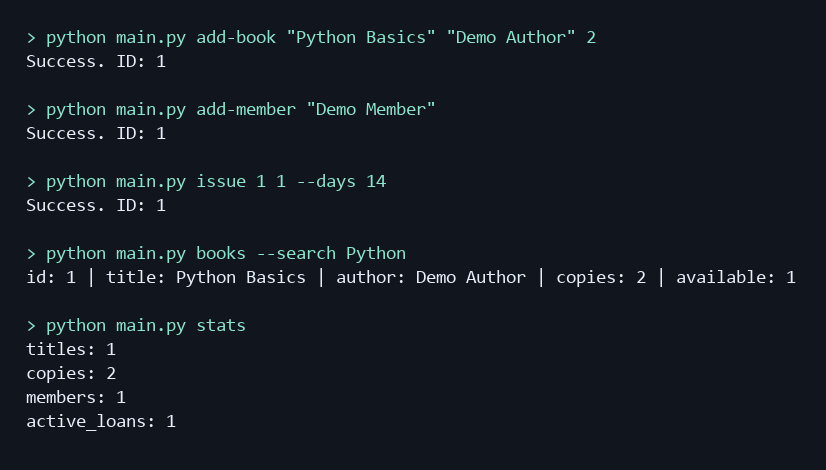 > python main.py add-book "Python Basics" "Demo Author" 2
Success. ID: 1
> python main.py add-member "Demo Member"
Success. ID: 1
> python main.py issue 1 1 --days 14
Success. ID: 1
> python main.py books --search Python
id: 1 | title: Python Basics | author: Demo Author | copies: 2 | available: 1
> python main.py stats
titles: 1
copies: 2
members: 1
active_loans: 1